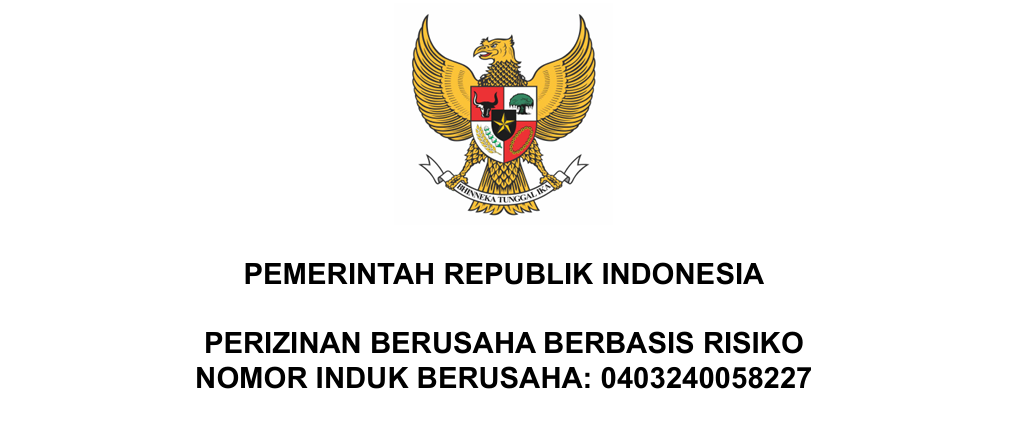 BHINNEKA TUNGGAL IKA
PEMERINTAH REPUBLIK INDONESIA
PERIZINAN BERUSAHA BERBASIS RISIKO
NOMOR INDUK BERUSAHA: 0403240058227